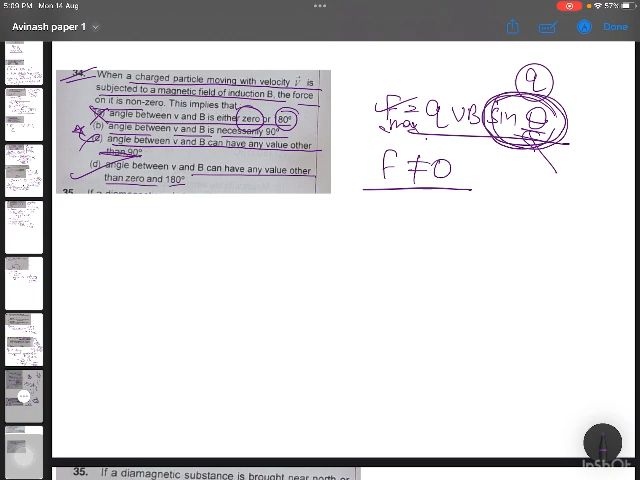 5:09 PM Mon 14 Aug
57%
Avinash paper 1
Done
34. When a charged particle moving with velocity v⃗ is
subjected to a magnetic field of induction B, the force
on it is non-zero. This implies that
(a) angle between v and B is either zero or 180°
(b) angle between v and B is necessarily 90°
(c) angle between v and B can have any value other
than 90°
(d) angle between v and B can have any value other
than zero and 180°
q
F = q VB sin θ
max
F ≠ 0
35. If a diamagnetic substance is brought near north or
InShOt